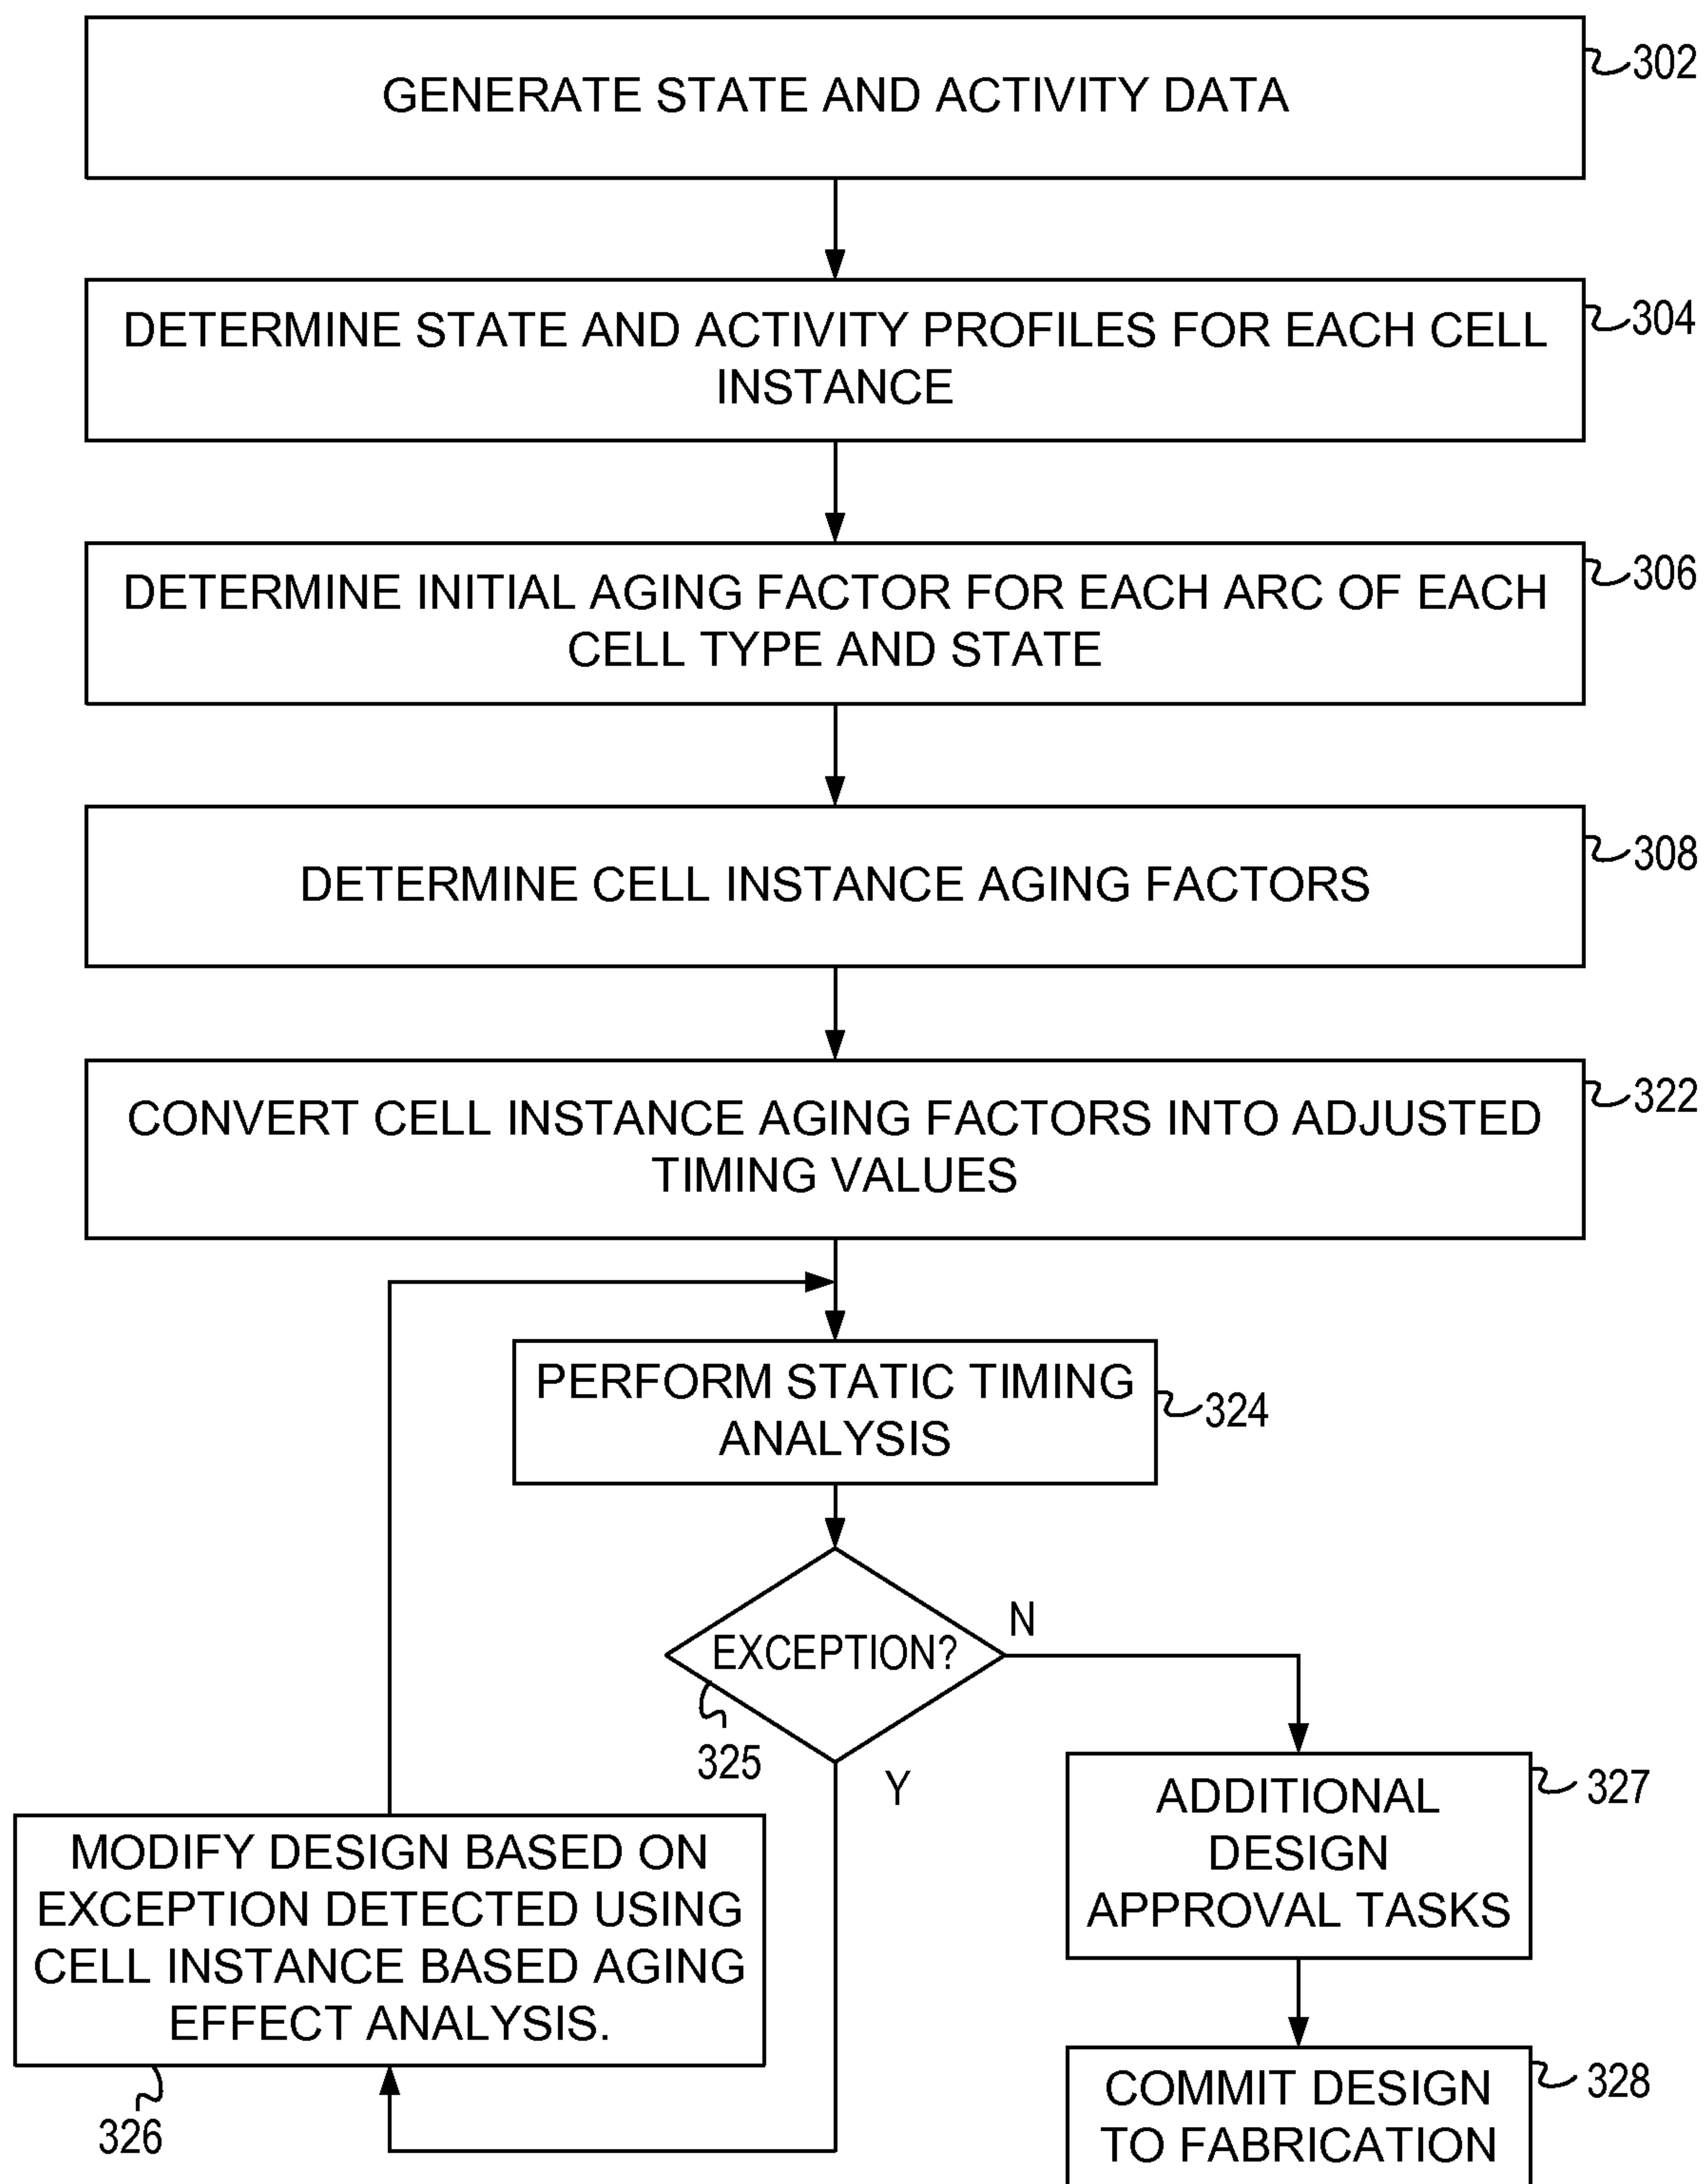 GENERATE STATE AND ACTIVITY DATA
302
DETERMINE STATE AND ACTIVITY PROFILES FOR EACH CELL
INSTANCE
304
DETERMINE INITIAL AGING FACTOR FOR EACH ARC OF EACH
CELL TYPE AND STATE
306
DETERMINE CELL INSTANCE AGING FACTORS
308
CONVERT CELL INSTANCE AGING FACTORS INTO ADJUSTED
TIMING VALUES
322
PERFORM STATIC TIMING
ANALYSIS
324
EXCEPTION?
325
N
Y
MODIFY DESIGN BASED ON
EXCEPTION DETECTED USING
CELL INSTANCE BASED AGING
EFFECT ANALYSIS.
326
ADDITIONAL
DESIGN
APPROVAL TASKS
327
COMMIT DESIGN
TO FABRICATION
328